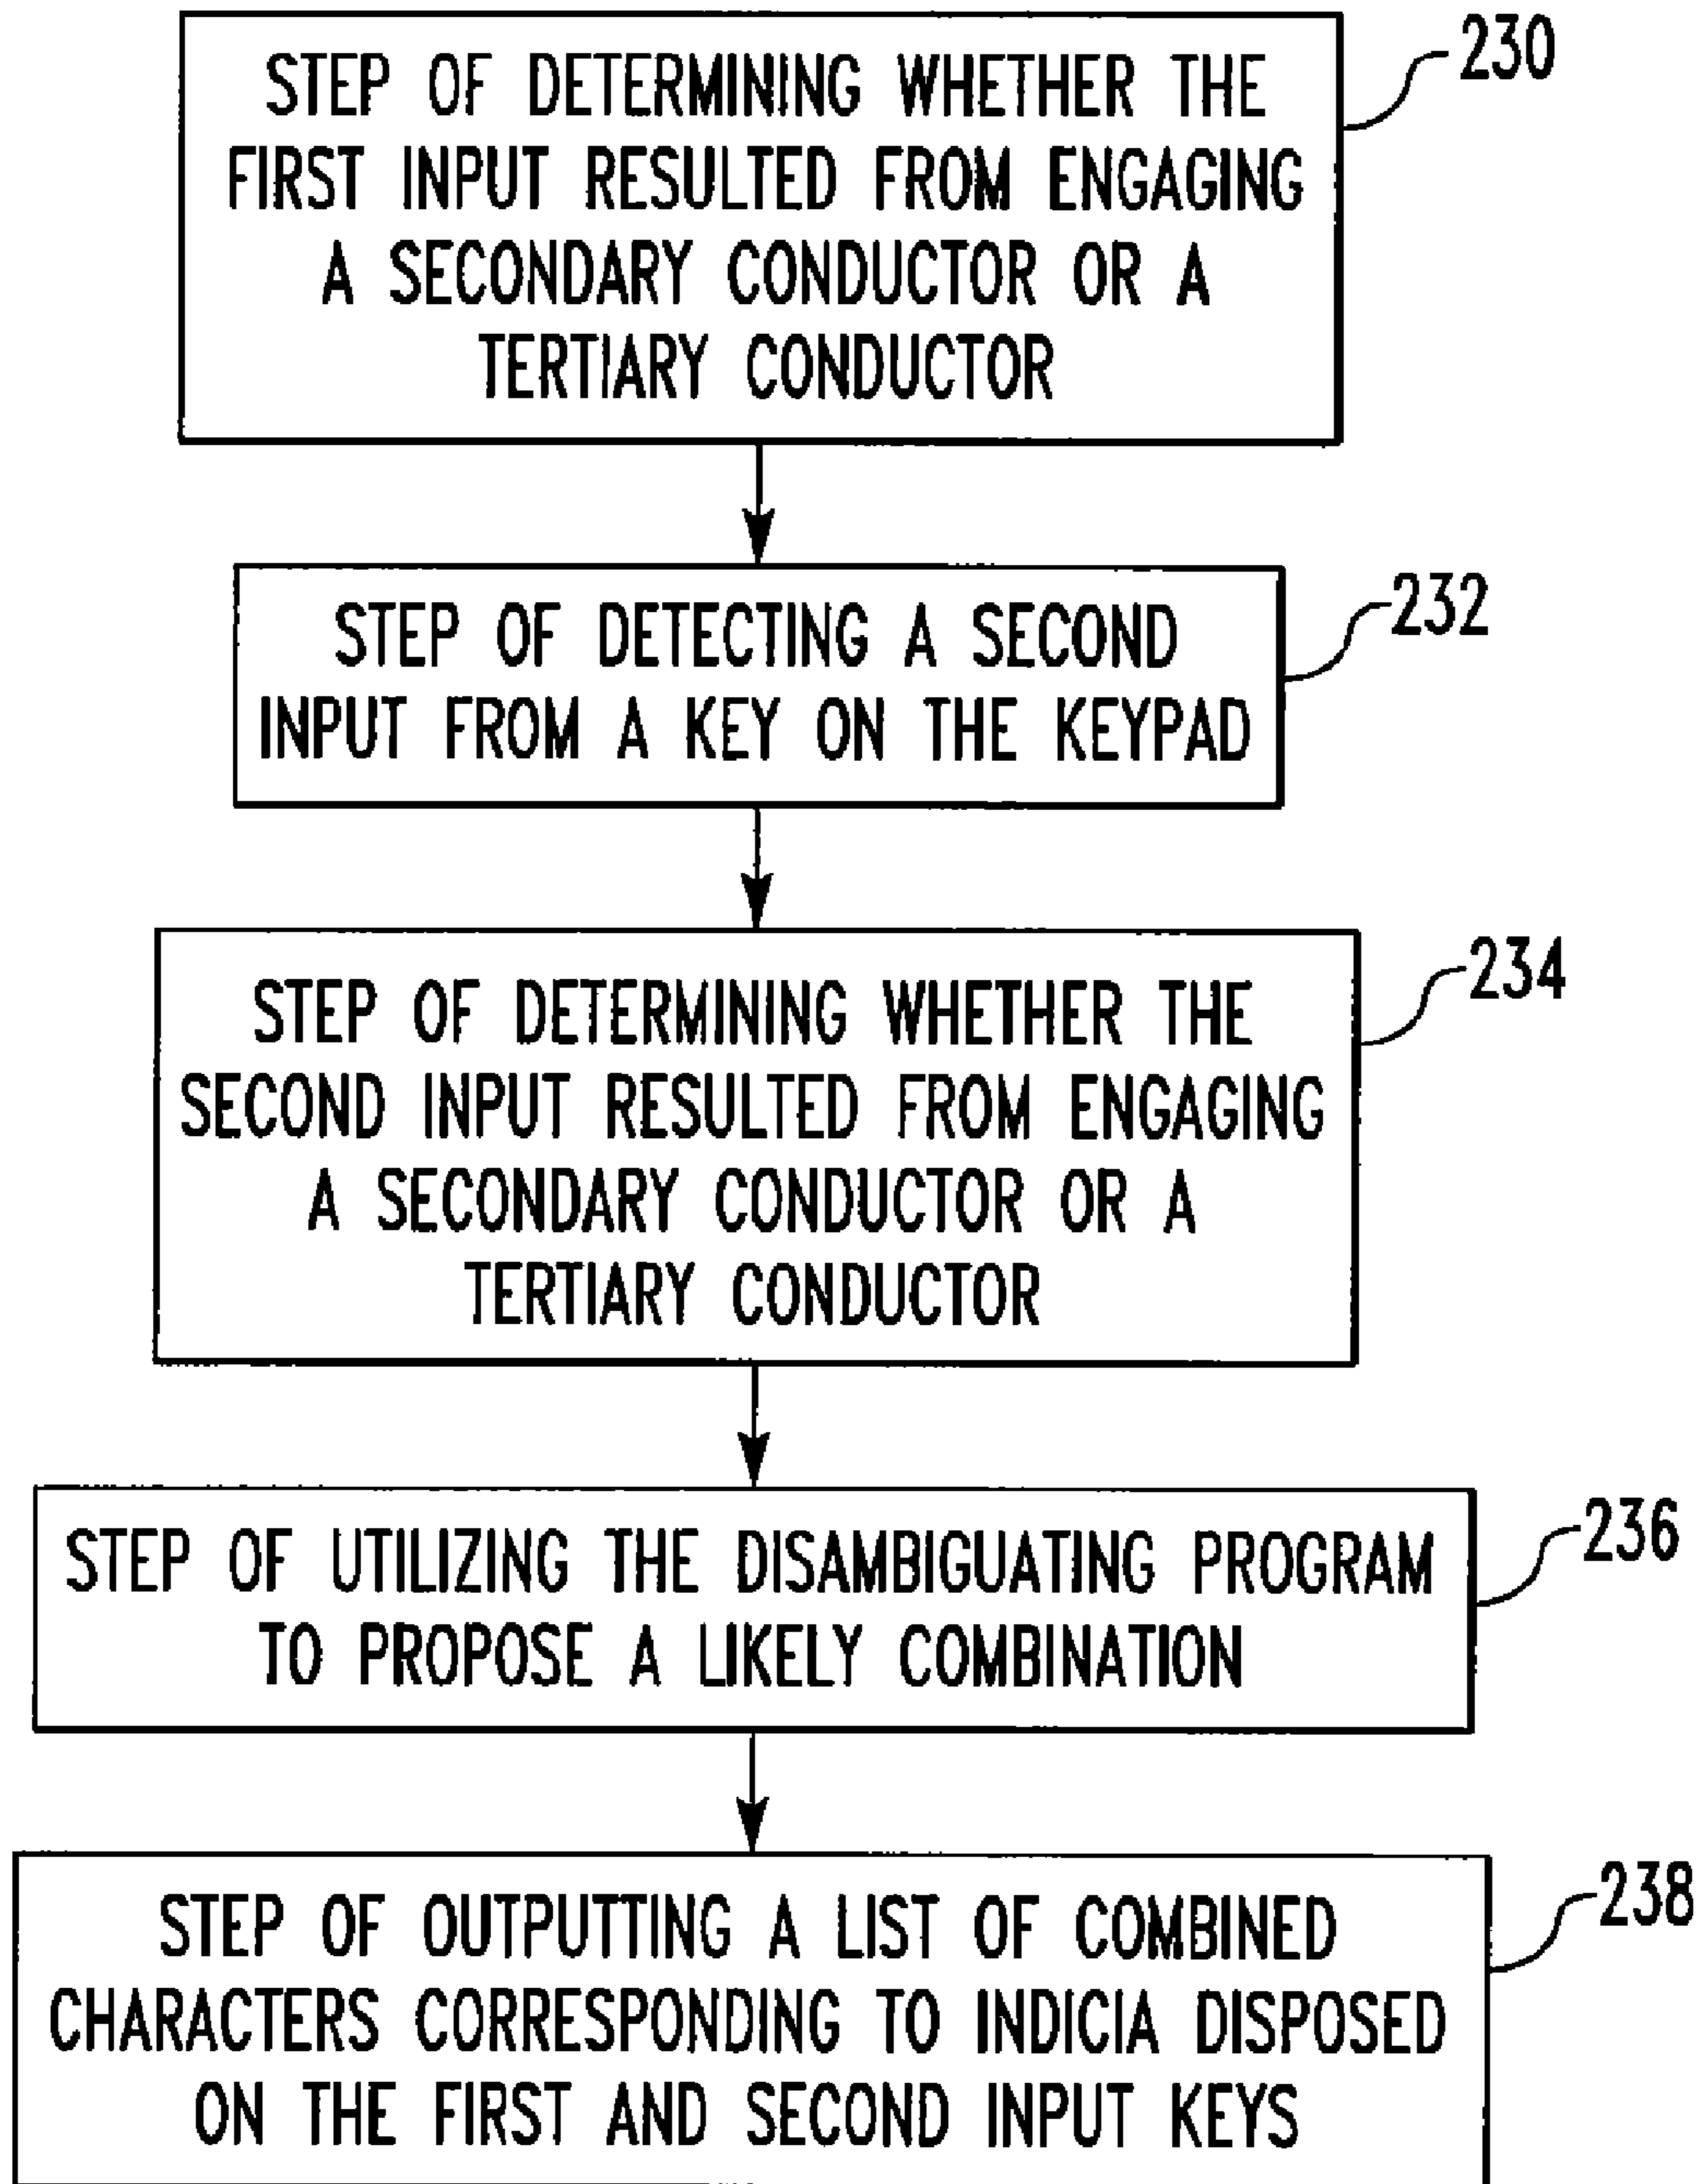 STEP OF DETERMINING WHETHER THE
FIRST INPUT RESULTED FROM ENGAGING
A SECONDARY CONDUCTOR OR A
TERTIARY CONDUCTOR
230
STEP OF DETECTING A SECOND
INPUT FROM A KEY ON THE KEYPAD
232
STEP OF DETERMINING WHETHER THE
SECOND INPUT RESULTED FROM ENGAGING
A SECONDARY CONDUCTOR OR A
TERTIARY CONDUCTOR
234
STEP OF UTILIZING THE DISAMBIGUATING PROGRAM
TO PROPOSE A LIKELY COMBINATION
236
STEP OF OUTPUTTING A LIST OF COMBINED
CHARACTERS CORRESPONDING TO INDICIA DISPOSED
ON THE FIRST AND SECOND INPUT KEYS
238